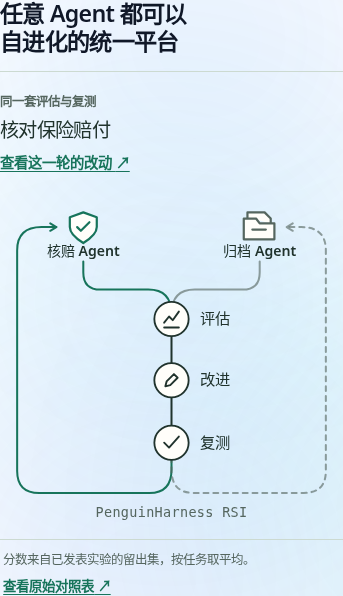 任意 Agent 都可以
自进化的统一平台
同一套评估与复测
核对保险赔付
查看这一轮的改动 ↗
核赔 Agent
归档 Agent
评估
改进
复测
PenguinHarness RSI
分数来自已发表实验的留出集，按任务取平均。
查看原始对照表 ↗